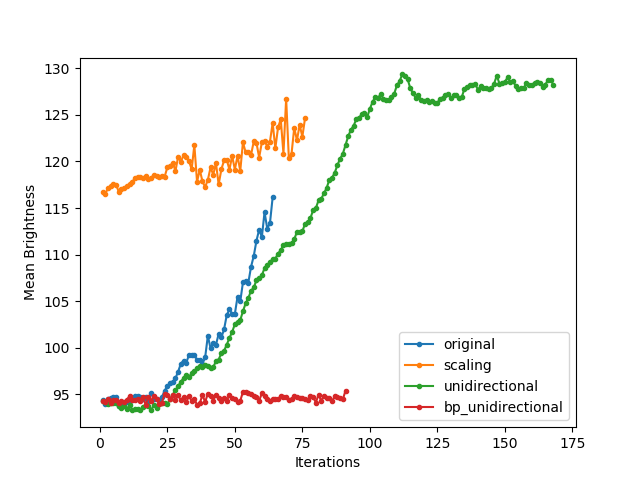 130
125
120
115
110
105
100
95
Mean Brightness
0 25 50 75 100 125 150 175
Iterations
original
scaling
unidirectional
bp_unidirectional